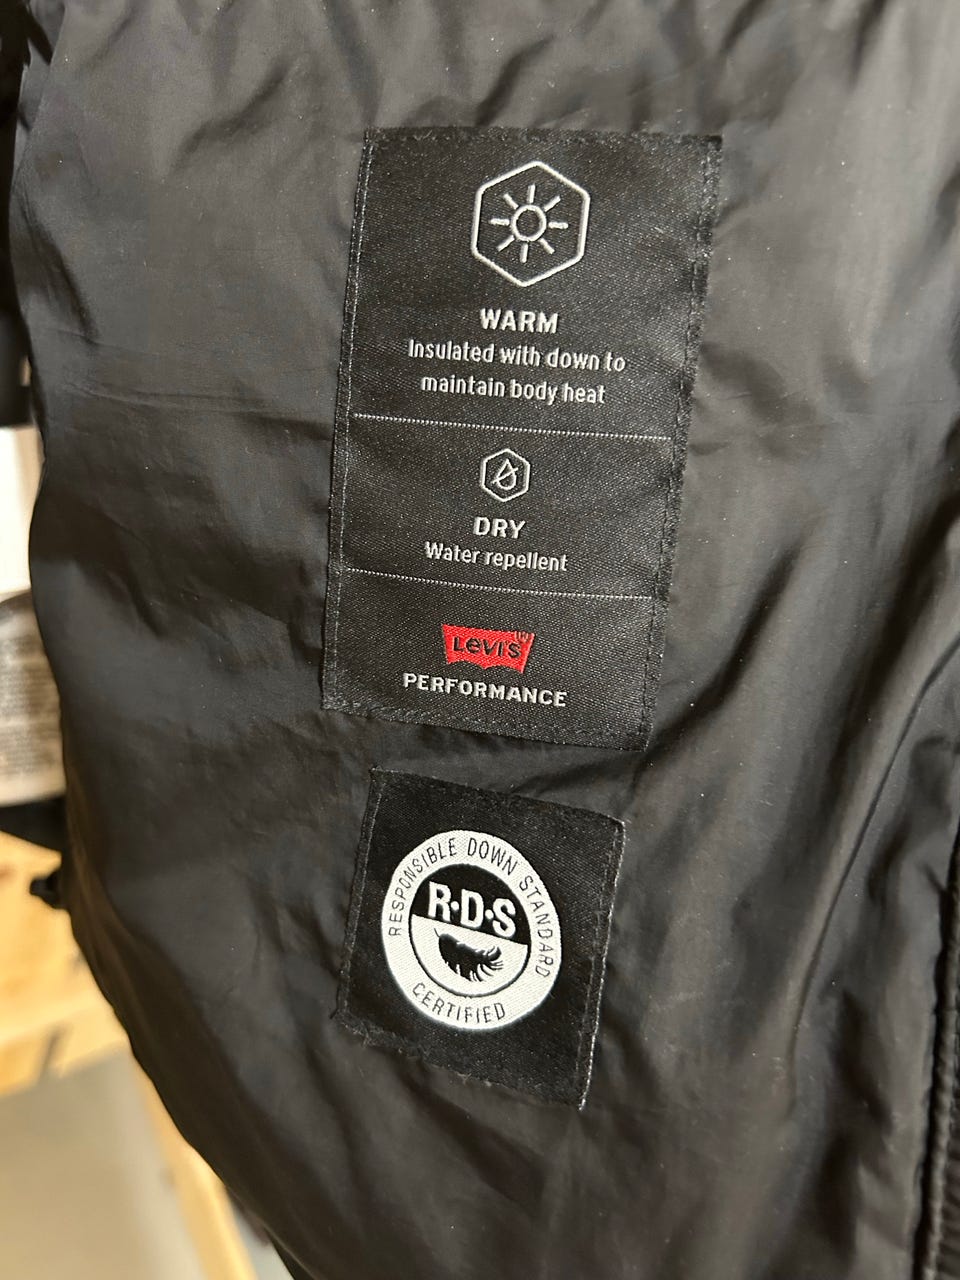 WARM
Insulated with down to
maintain body heat
DRY
Water repellent
Levi's
PERFORMANCE
RESPONSIBLE DOWN STANDARD
R·D·S
CERTIFIED